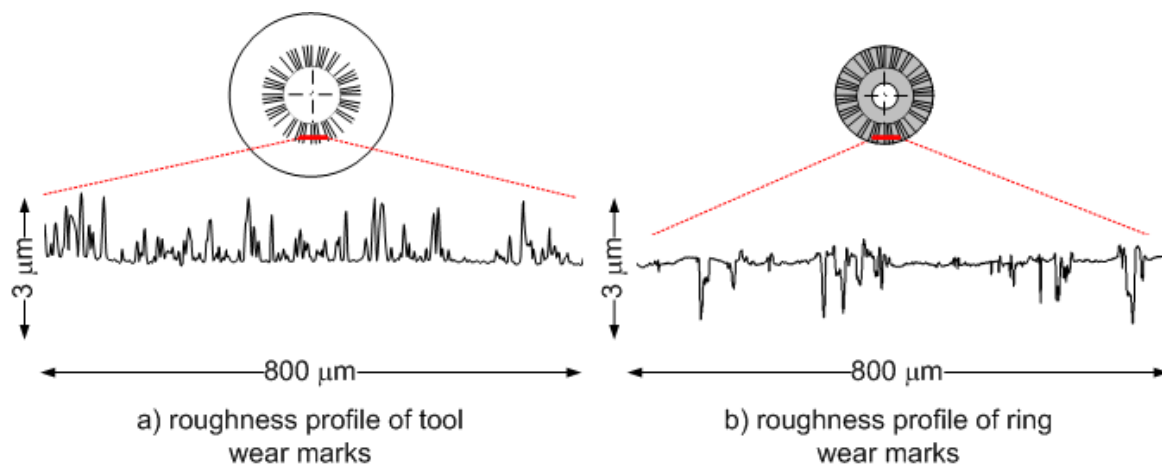 3 μm
3 μm
800 μm
800 μm
a) roughness profile of tool
wear marks
b) roughness profile of ring
wear marks